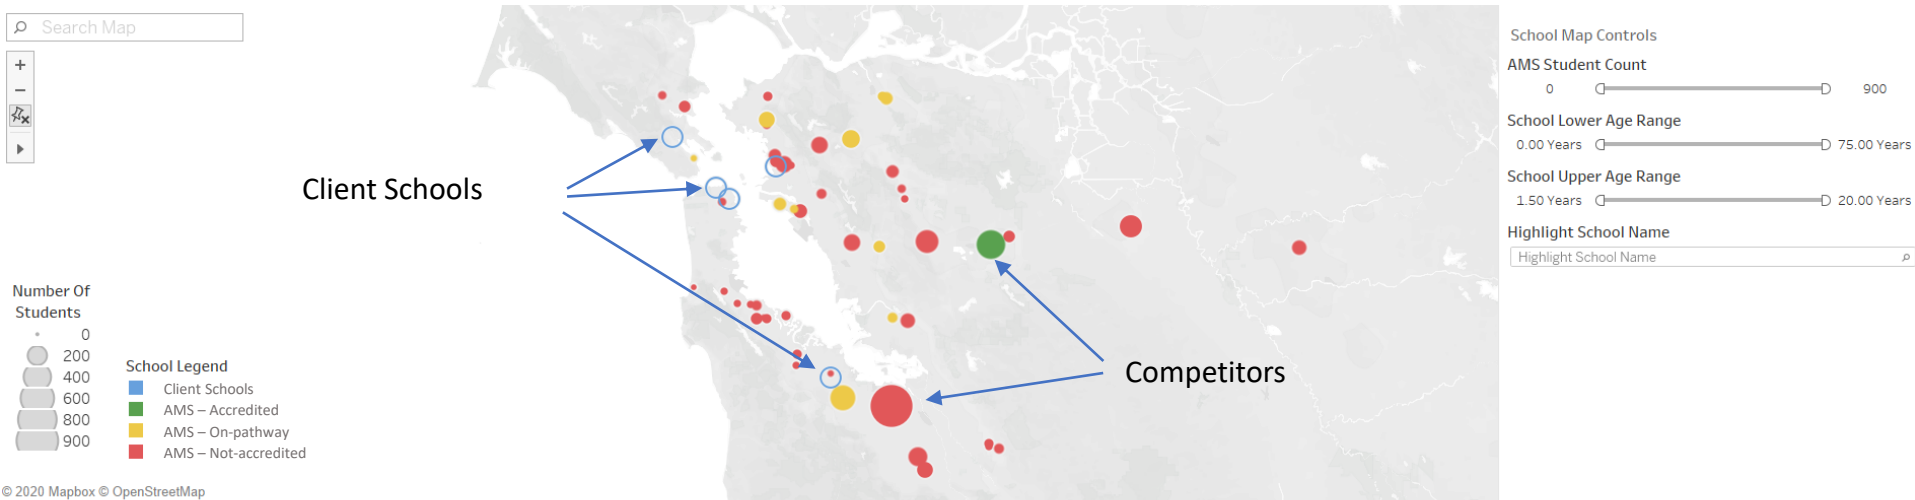 Search Map
+
−
Client Schools
Competitors
Number Of
Students
0
200
400
600
800
900
School Legend
Client Schools
AMS – Accredited
AMS – On-pathway
AMS – Not-accredited
© 2020 Mapbox © OpenStreetMap
School Map Controls
AMS Student Count
0 900
School Lower Age Range
0.00 Years 75.00 Years
School Upper Age Range
1.50 Years 20.00 Years
Highlight School Name
Highlight School Name